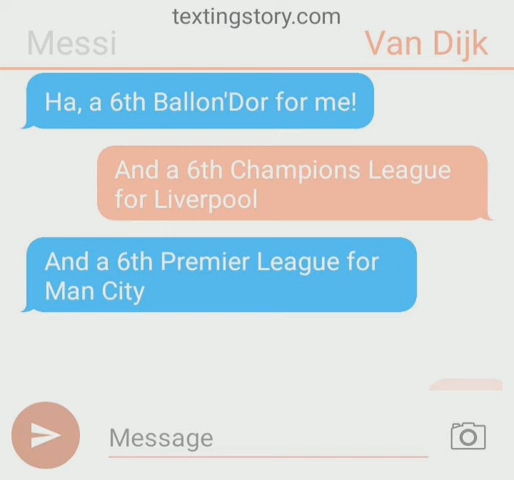 textingstory.com
Messi
Van Dijk
Ha, a 6th Ballon'Dor for me!
And a 6th Champions League
for Liverpool
And a 6th Premier League for
Man City
Message